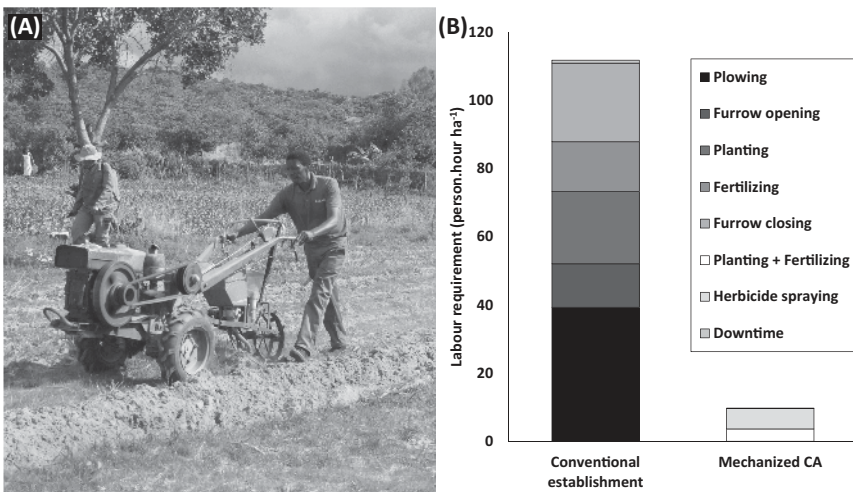 (A)
(B)
120
100
80
60
40
20
0
Labour requirement (person.hour ha⁻¹)
Plowing
Furrow opening
Planting
Fertilizing
Furrow closing
Planting + Fertilizing
Herbicide spraying
Downtime
Conventional
establishment
Mechanized CA